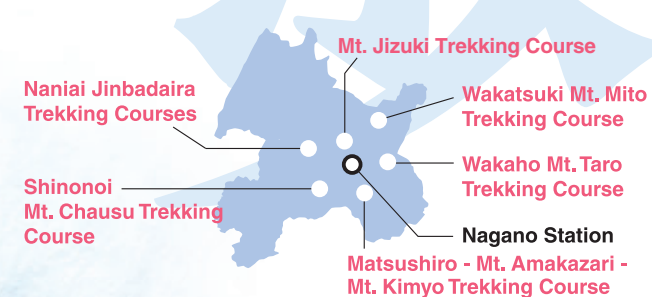 Mt. Jizuki Trekking Course
Naniai Jinbadaira
Trekking Courses
Wakatsuki Mt. Mito
Trekking Course
Wakaho Mt. Taro
Trekking Course
Shinonoi
Mt. Chausu Trekking
Course
Nagano Station
Matsushiro - Mt. Amakazari -
Mt. Kimyo Trekking Course